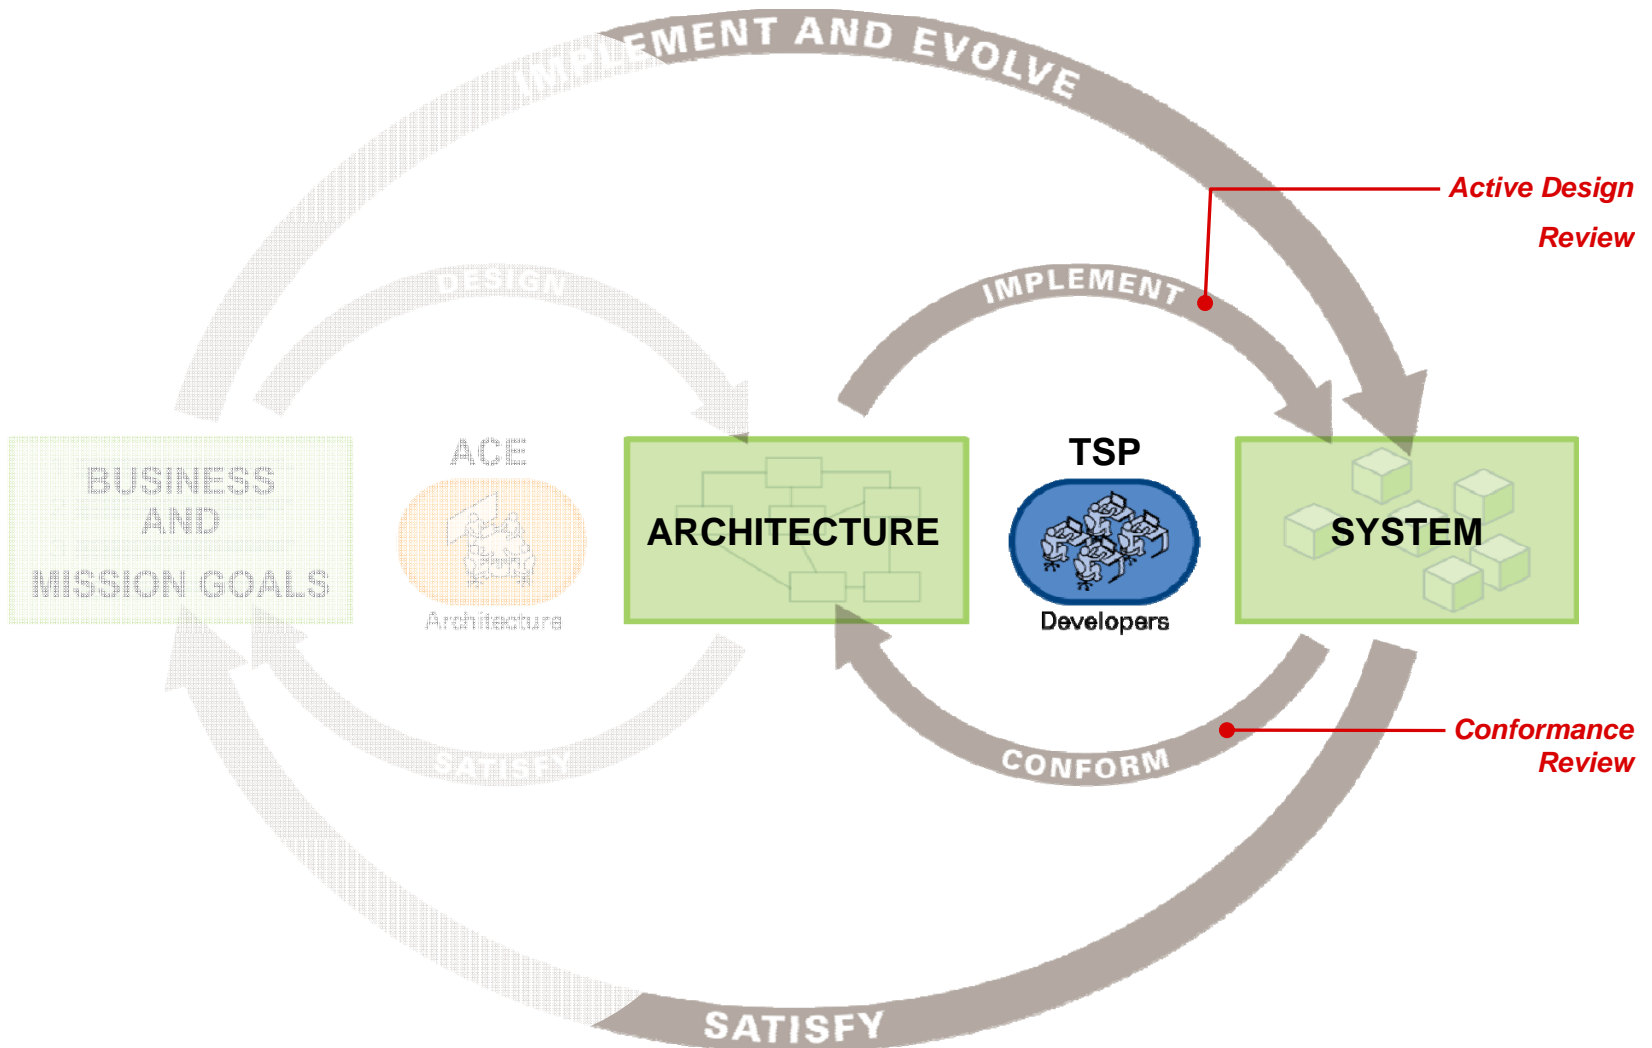 IMPLEMENT AND EVOLVE
Active Design
Review
DESIGN
IMPLEMENT
ACE
TSP
BUSINESS
AND
MISSION GOALS
ARCHITECTURE
SYSTEM
Architecture
Developers
SATISFY
CONFORM
Conformance
Review
SATISFY